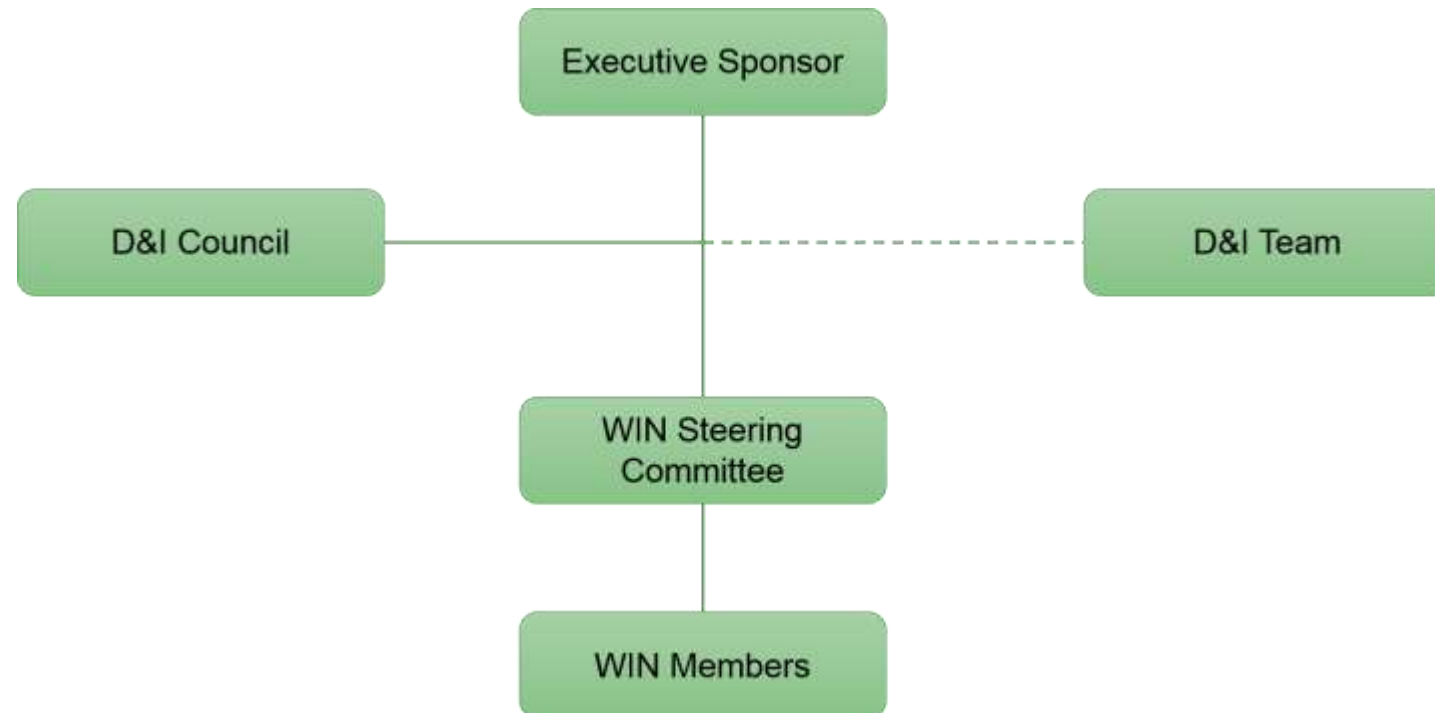 Executive Sponsor
D&I Council
D&I Team
WIN Steering
Committee
WIN Members